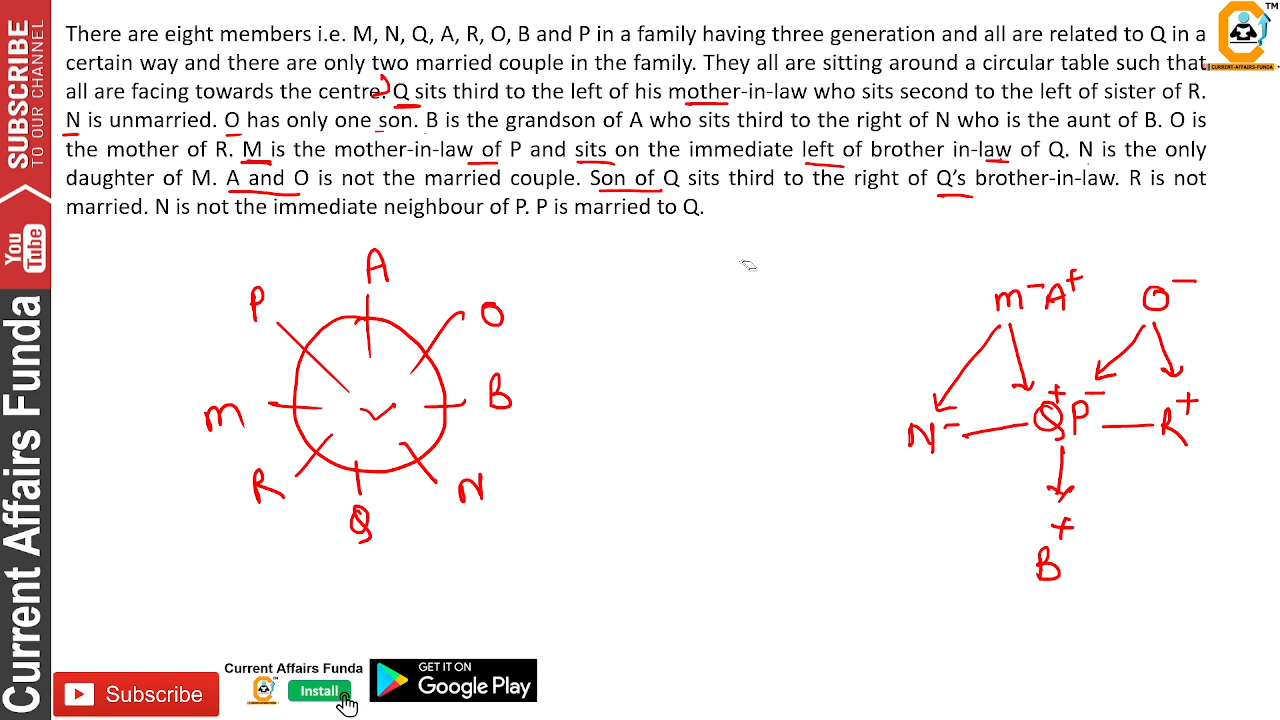 SUBSCRIBE
TO OUR CHANNEL
You
Tube
Current Affairs Funda
TM
CURRENT-AFFAIRS-FUNDA
There are eight members i.e. M, N, Q, A, R, O, B and P in a family having three generation and all are related to Q in a
certain way and there are only two married couple in the family. They all are sitting around a circular table such that
all are facing towards the centre. Q sits third to the left of his mother-in-law who sits second to the left of sister of R.
N is unmarried. O has only one son. B is the grandson of A who sits third to the right of N who is the aunt of B. O is
the mother of R. M is the mother-in-law of P and sits on the immediate left of brother in-law of Q. N is the only
daughter of M. A and O is not the married couple. Son of Q sits third to the right of Q's brother-in-law. R is not
married. N is not the immediate neighbour of P. P is married to Q.
A
P
O
M
B
R
N
Q
M- A+ O-
N- Q+ P- R+
+
B
Subscribe
Current Affairs Funda
Install
GET IT ON
Google Play